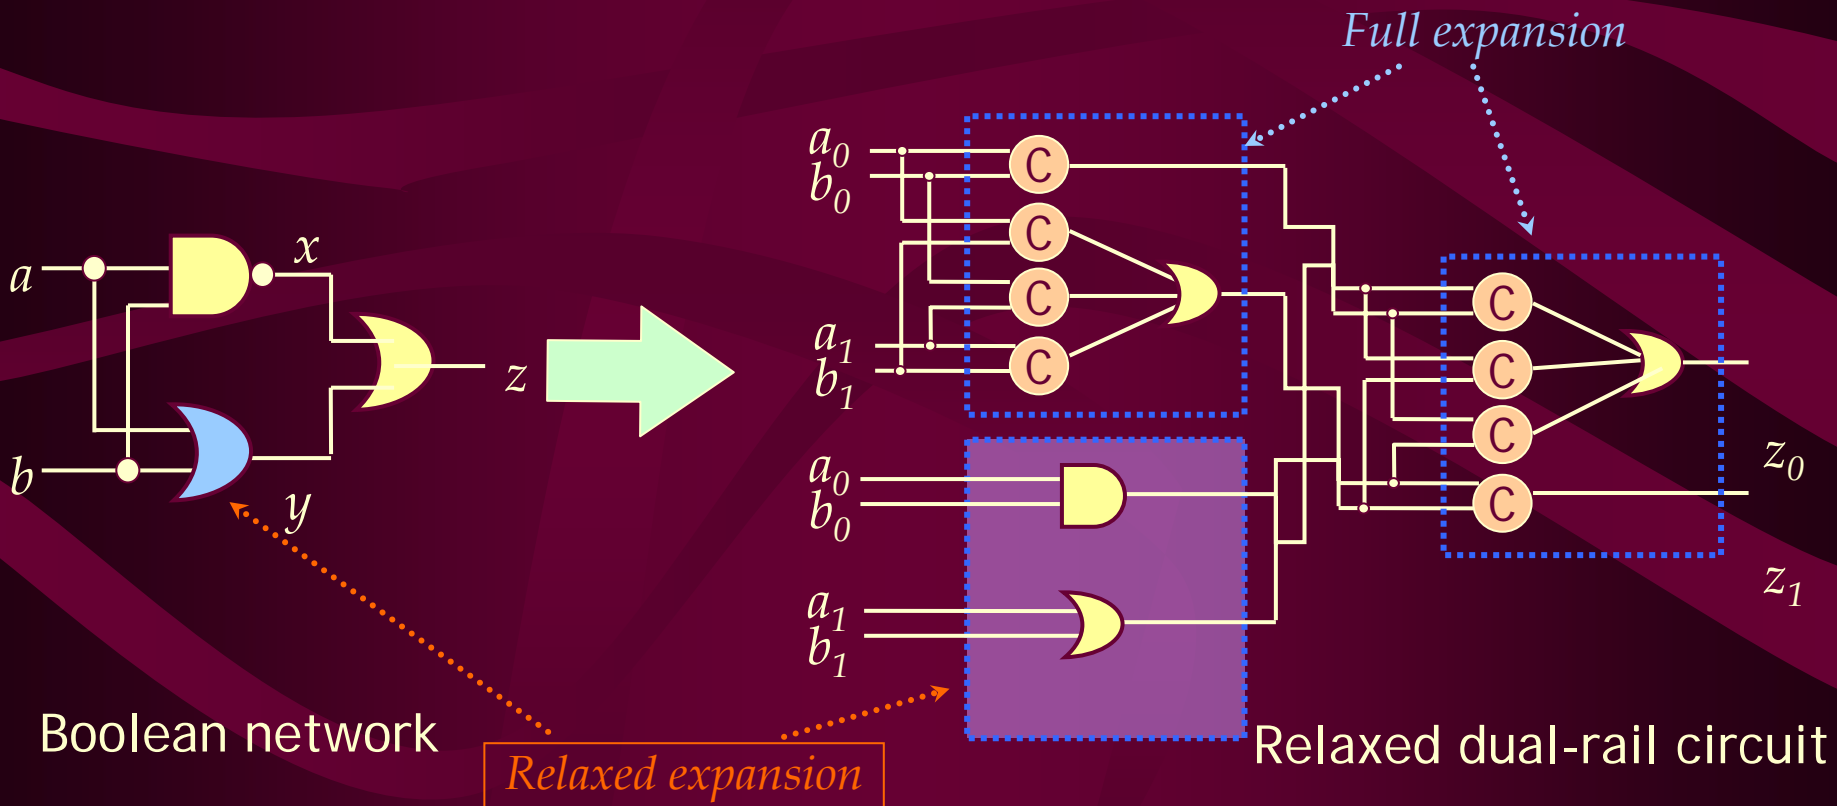 Full expansion
a0
b0
C
C
C
C
a1
b1
a
x
b
y
z
C
C
C
C
a0
b0
z0
a1
b1
z1
Boolean network
Relaxed expansion
Relaxed dual-rail circuit